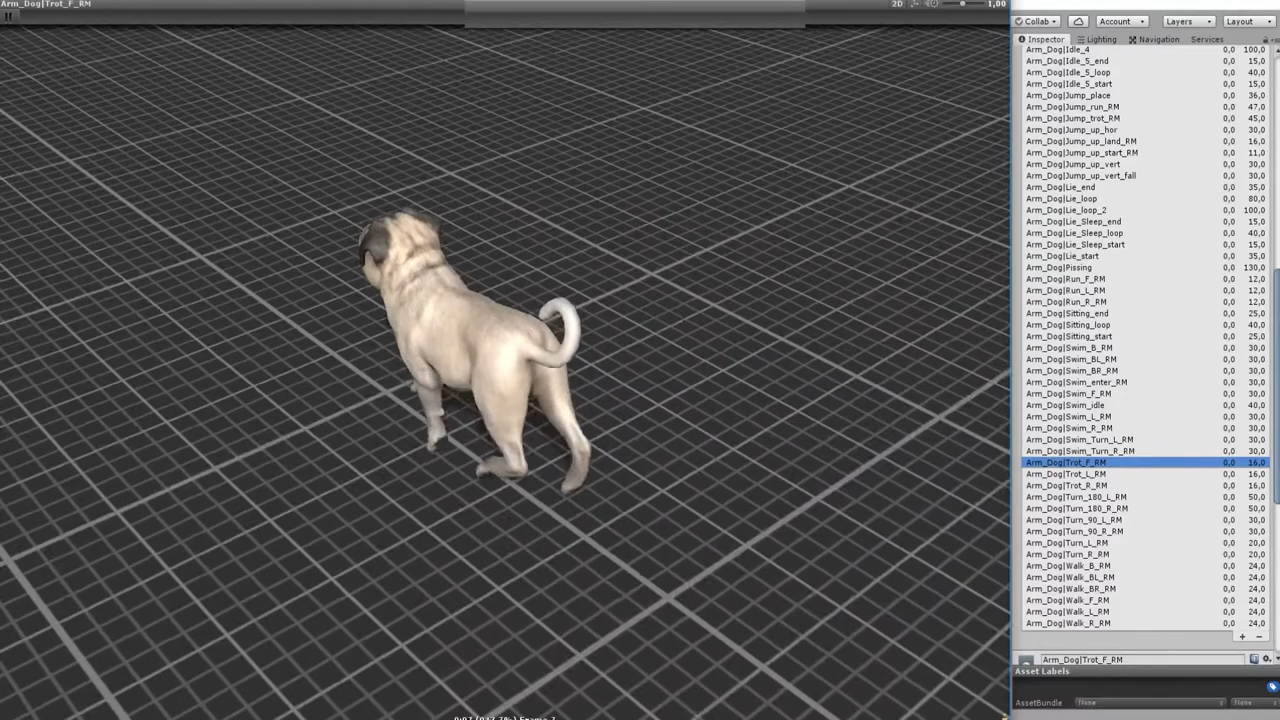 Arm_Dog|Trot_F_RM
2D
1,00
Collab
Account
Layers
Layout
Inspector
Lighting
Navigation
Services
Arm_Dog|Idle_4 0,0 100,0
Arm_Dog|Idle_5_end 0,0 15,0
Arm_Dog|Idle_5_loop 0,0 40,0
Arm_Dog|Idle_5_start 0,0 15,0
Arm_Dog|Jump_place 0,0 36,0
Arm_Dog|Jump_run_RM 0,0 47,0
Arm_Dog|Jump_trot_RM 0,0 45,0
Arm_Dog|Jump_up_hor 0,0 30,0
Arm_Dog|Jump_up_land_RM 0,0 16,0
Arm_Dog|Jump_up_start_RM 0,0 11,0
Arm_Dog|Jump_up_vert 0,0 30,0
Arm_Dog|Jump_up_vert_fall 0,0 30,0
Arm_Dog|Lie_end 0,0 35,0
Arm_Dog|Lie_loop 0,0 80,0
Arm_Dog|Lie_loop_2 0,0 100,0
Arm_Dog|Lie_Sleep_end 0,0 15,0
Arm_Dog|Lie_Sleep_loop 0,0 40,0
Arm_Dog|Lie_Sleep_start 0,0 15,0
Arm_Dog|Lie_start 0,0 35,0
Arm_Dog|Pissing 0,0 130,0
Arm_Dog|Run_F_RM 0,0 12,0
Arm_Dog|Run_L_RM 0,0 12,0
Arm_Dog|Run_R_RM 0,0 12,0
Arm_Dog|Sitting_end 0,0 25,0
Arm_Dog|Sitting_loop 0,0 40,0
Arm_Dog|Sitting_start 0,0 25,0
Arm_Dog|Swim_B_RM 0,0 30,0
Arm_Dog|Swim_BL_RM 0,0 30,0
Arm_Dog|Swim_BR_RM 0,0 30,0
Arm_Dog|Swim_enter_RM 0,0 30,0
Arm_Dog|Swim_F_RM 0,0 30,0
Arm_Dog|Swim_idle 0,0 40,0
Arm_Dog|Swim_L_RM 0,0 30,0
Arm_Dog|Swim_R_RM 0,0 30,0
Arm_Dog|Swim_Turn_L_RM 0,0 30,0
Arm_Dog|Swim_Turn_R_RM 0,0 30,0
Arm_Dog|Trot_F_RM 0,0 16,0
Arm_Dog|Trot_L_RM 0,0 16,0
Arm_Dog|Trot_R_RM 0,0 16,0
Arm_Dog|Turn_180_L_RM 0,0 50,0
Arm_Dog|Turn_180_R_RM 0,0 50,0
Arm_Dog|Turn_90_L_RM 0,0 30,0
Arm_Dog|Turn_90_R_RM 0,0 30,0
Arm_Dog|Turn_L_RM 0,0 20,0
Arm_Dog|Turn_R_RM 0,0 20,0
Arm_Dog|Walk_B_RM 0,0 24,0
Arm_Dog|Walk_BL_RM 0,0 24,0
Arm_Dog|Walk_BR_RM 0,0 24,0
Arm_Dog|Walk_F_RM 0,0 24,0
Arm_Dog|Walk_L_RM 0,0 24,0
Arm_Dog|Walk_R_RM 0,0 24,0
Arm_Dog|Trot_F_RM
Asset Labels
AssetBundle None None